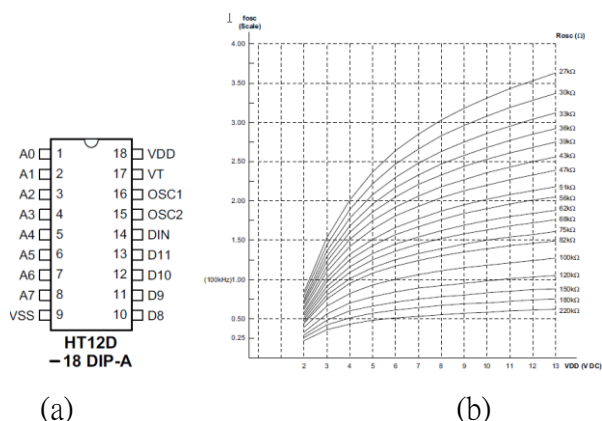 A0 1 18 VDD
A1 2 17 VT
A2 3 16 OSC1
A3 4 15 OSC2
A4 5 14 DIN
A5 6 13 D11
A6 7 12 D10
A7 8 11 D9
VSS 9 10 D8
HT12D
–18 DIP-A
(a)
fosc
(Scale)
Rosc (Ω)
4.00
3.50
3.00
2.50
2.00
1.50
(100kHz)1.00
0.50
0.25
27kΩ
30kΩ
33kΩ
36kΩ
39kΩ
43kΩ
47kΩ
51kΩ
56kΩ
62kΩ
68kΩ
75kΩ
82kΩ
100kΩ
120kΩ
150kΩ
180kΩ
220kΩ
2 3 4 5 6 7 8 9 10 11 12 13 VDD (V DC)
(b)